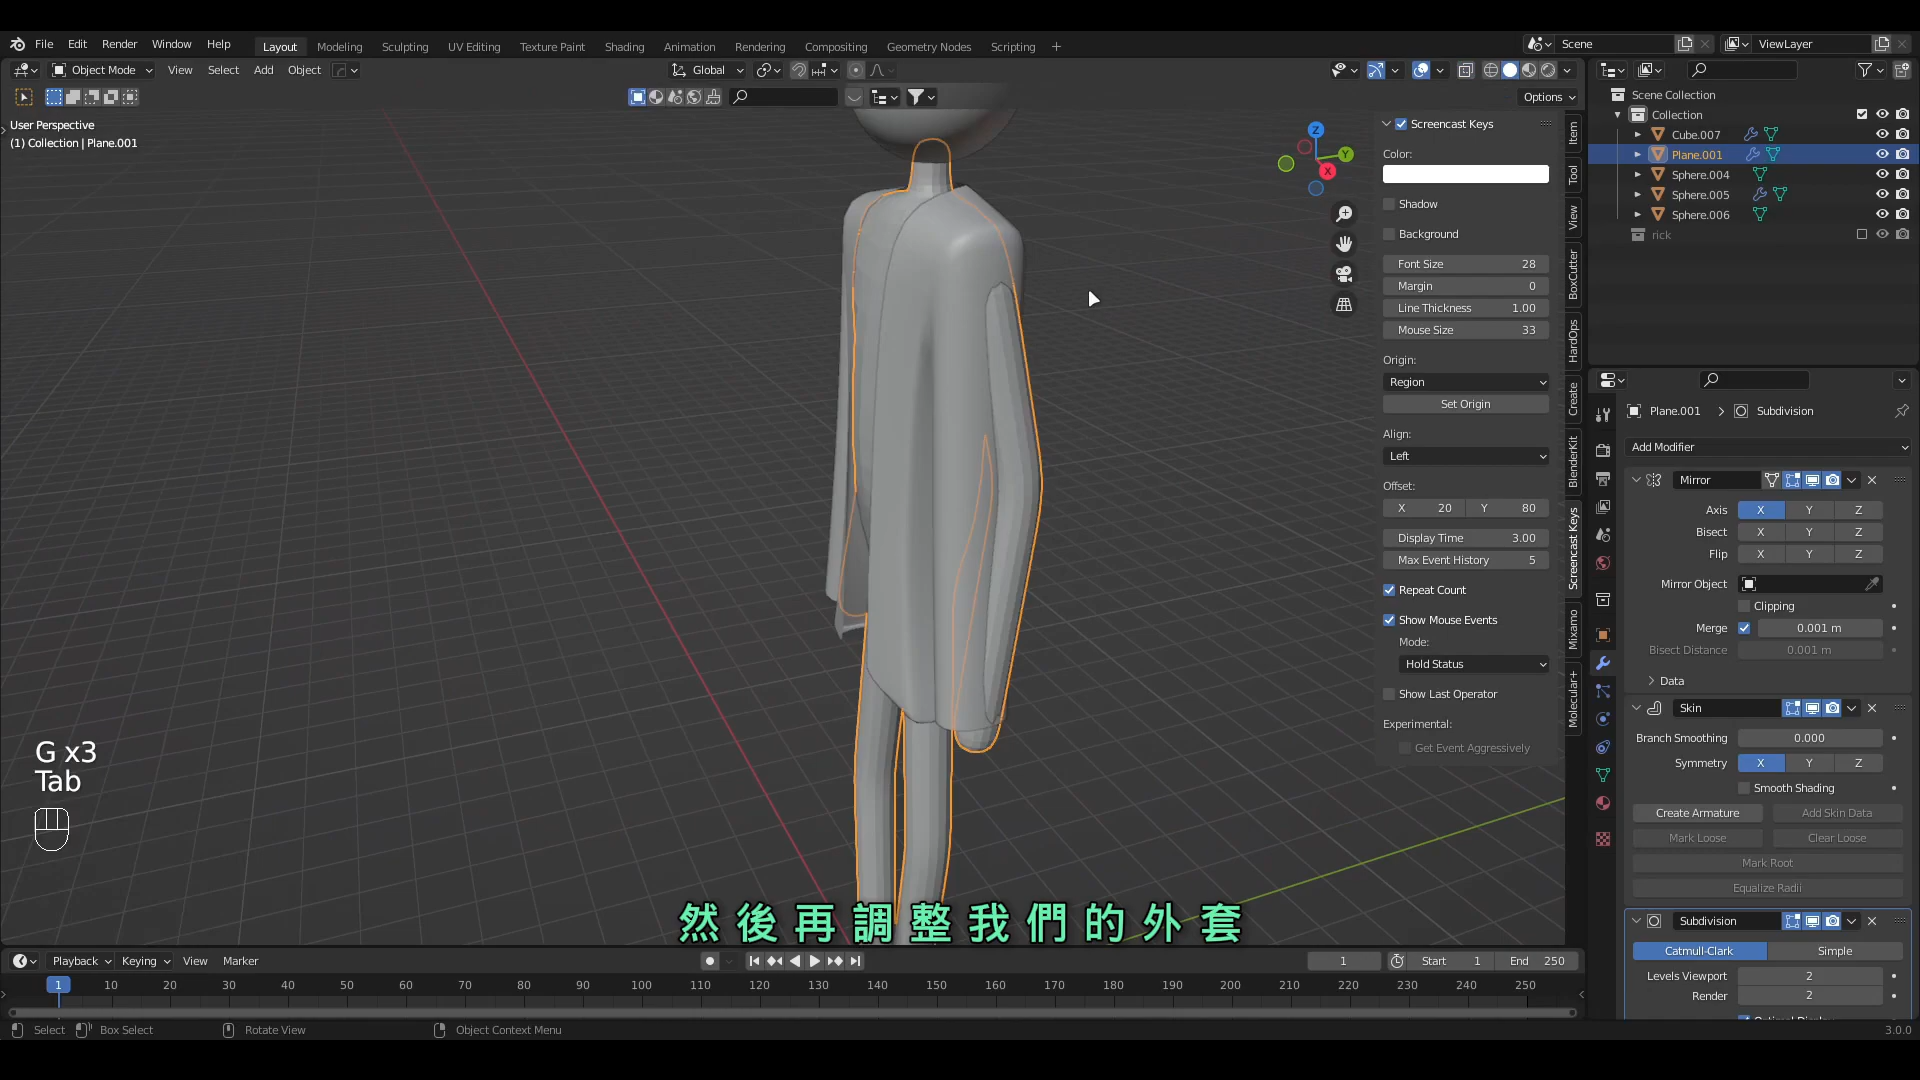 File Edit Render Window Help Layout Modeling Sculpting UV Editing Texture Paint Shading Animation Rendering Compositing Geometry Nodes Scripting + Scene ViewLayer
Object Mode View Select Add Object Global
Options
User Perspective
(1) Collection | Plane.001
Scene Collection
Collection
Cube.007
Plane.001
Sphere.004
Sphere.005
Sphere.006
rick
Z
Y
X
Screencast Keys
Color:
Shadow
Background
Font Size 28
Margin 0
Line Thickness 1.00
Mouse Size 33
Origin:
Region
Set Origin
Align:
Left
Offset:
X 20 Y 80
Display Time 3.00
Max Event History 5
Repeat Count
Show Mouse Events
Mode:
Hold Status
Show Last Operator
Experimental:
Get Event Aggressively
Item
Tool
View
BoxCutter
HardOps
Create
BlenderKit
Screencast Keys
Mixamo
Molecular+
Plane.001 > Subdivision
Add Modifier
Mirror
Axis X Y Z
Bisect X Y Z
Flip X Y Z
Mirror Object
Clipping
Merge 0.001 m
Bisect Distance 0.001 m
Data
Skin
Branch Smoothing 0.000
Symmetry X Y Z
Smooth Shading
Create Armature Add Skin Data
Mark Loose Clear Loose
Mark Root
Equalize Radii
Subdivision
Catmull-Clark Simple
Levels Viewport 2
Render 2
G x3
Tab
然後再調整我們的外套
Playback Keying View Marker 1 Start 1 End 250
1 10 20 30 40 50 60 70 80 90 100 110 120 130 140 150 160 170 180 190 200 210 220 230 240 250
Select Box Select Rotate View Object Context Menu 3.0.0